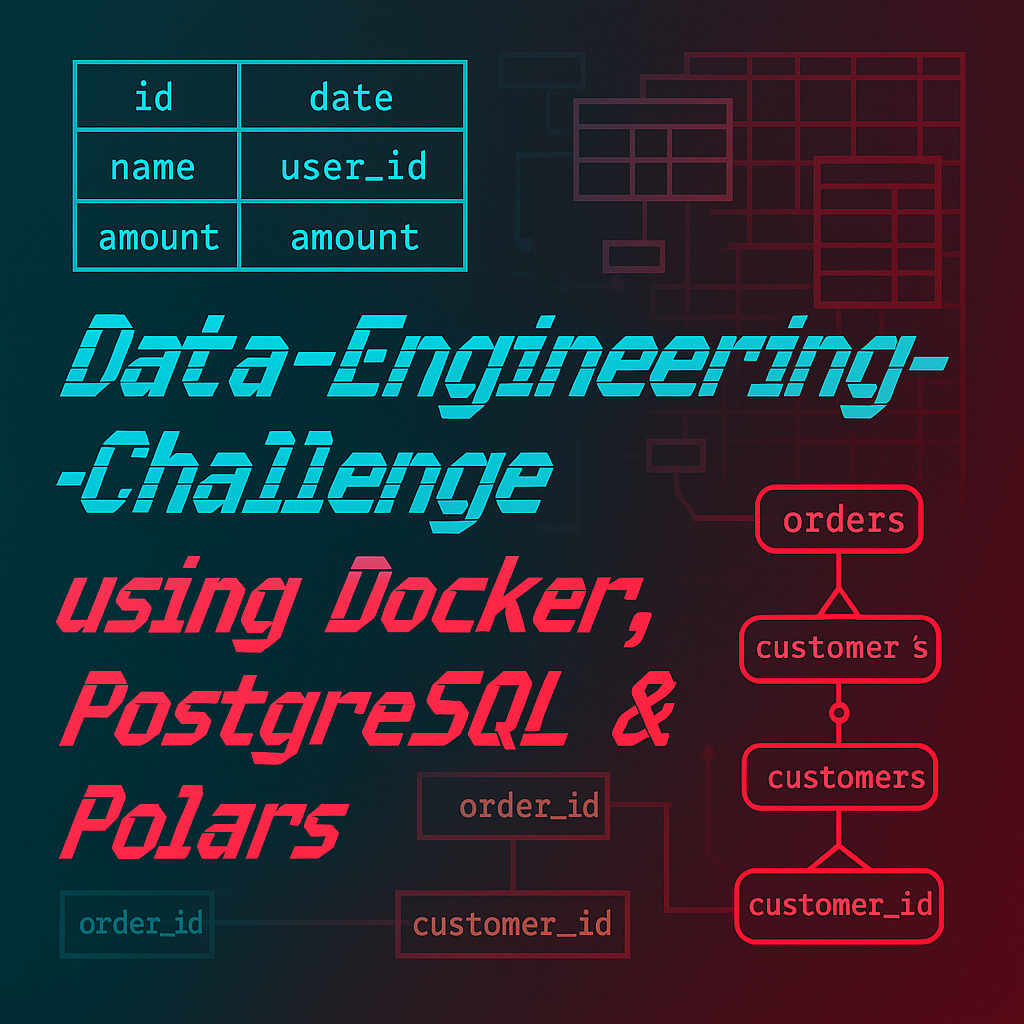 id date
name user_id
amount amount
Data-Engineering-
-Challenge
using Docker,
PostgreSQL &
Polars
orders
customer's
customers
customer_id
order_id
order_id
customer_id